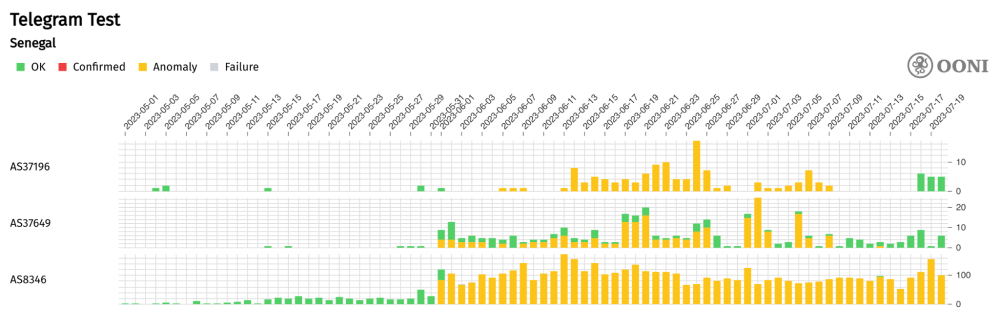 Telegram Test
Senegal
OK Confirmed Anomaly Failure
OONI
2023-05-01 2023-05-03 2023-05-05 2023-05-07 2023-05-09 2023-05-11 2023-05-13 2023-05-15 2023-05-17 2023-05-19 2023-05-21 2023-05-23 2023-05-25 2023-05-27 2023-05-29 2023-05-31 2023-06-01 2023-06-03 2023-06-05 2023-06-07 2023-06-09 2023-06-11 2023-06-13 2023-06-15 2023-06-17 2023-06-19 2023-06-21 2023-06-23 2023-06-25 2023-06-27 2023-06-29 2023-07-01 2023-07-03 2023-07-05 2023-07-07 2023-07-09 2023-07-11 2023-07-13 2023-07-15 2023-07-17 2023-07-19
10
AS37196
0
20
AS37649
10
0
AS8346
100
0